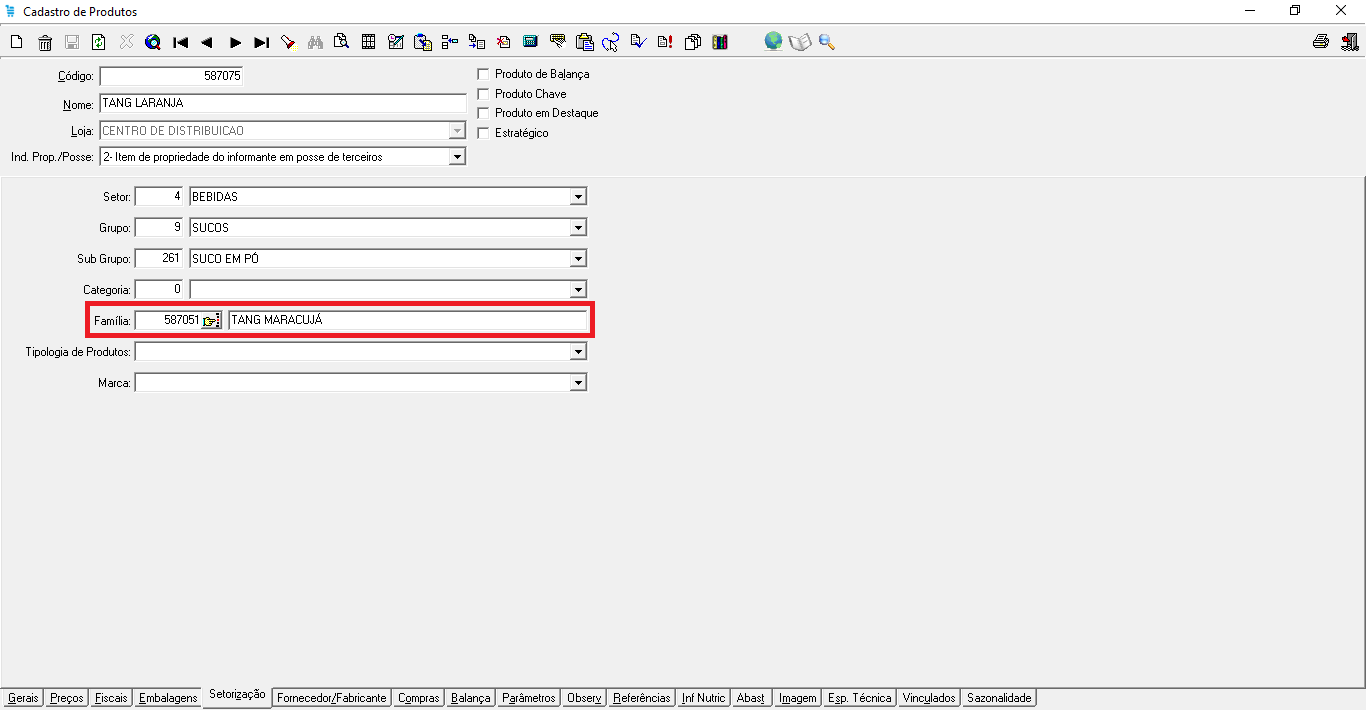 Cadastro de Produtos
Código: 587075
Nome: TANG LARANJA
Loja: CENTRO DE DISTRIBUICAO
Ind. Prop./Posse: 2- Item de propriedade do informante em posse de terceiros
Produto de Balança
Produto Chave
Produto em Destaque
Estratégico
Setor: 4 BEBIDAS
Grupo: 9 SUCOS
Sub Grupo: 261 SUCO EM PÓ
Categoria: 0
Família: 587051 TANG MARACUJÁ
Tipologia de Produtos:
Marca:
Gerais Preços Fiscais Embalagens Setorização Fornecedor/Fabricante Compras Balança Parâmetros Observ Referências Inf Nutric Abast Imagem Esp. Técnica Vinculados Sazonalidade